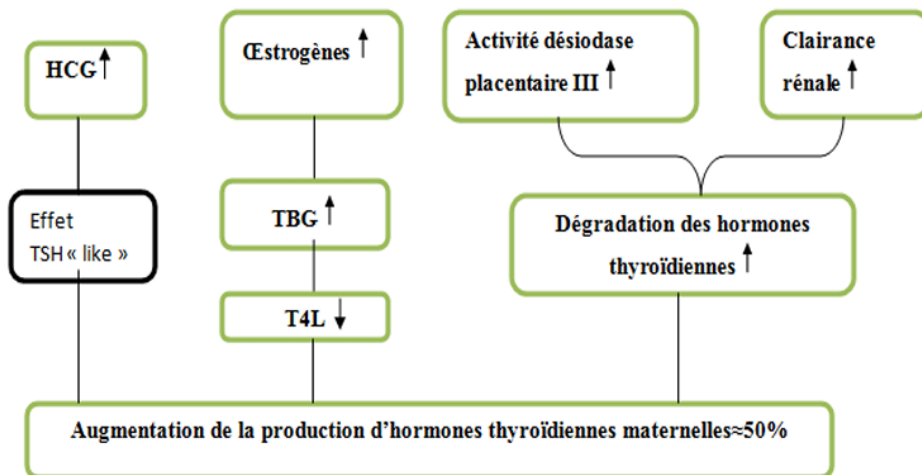 HCG
Œstrogènes
Activité désiodase
placentaire III
Clairance
rénale
Effet
TSH « like »
TBG
T4L
Dégradation des hormones
thyroïdiennes
Augmentation de la production d’hormones thyroïdiennes maternelles≈50%